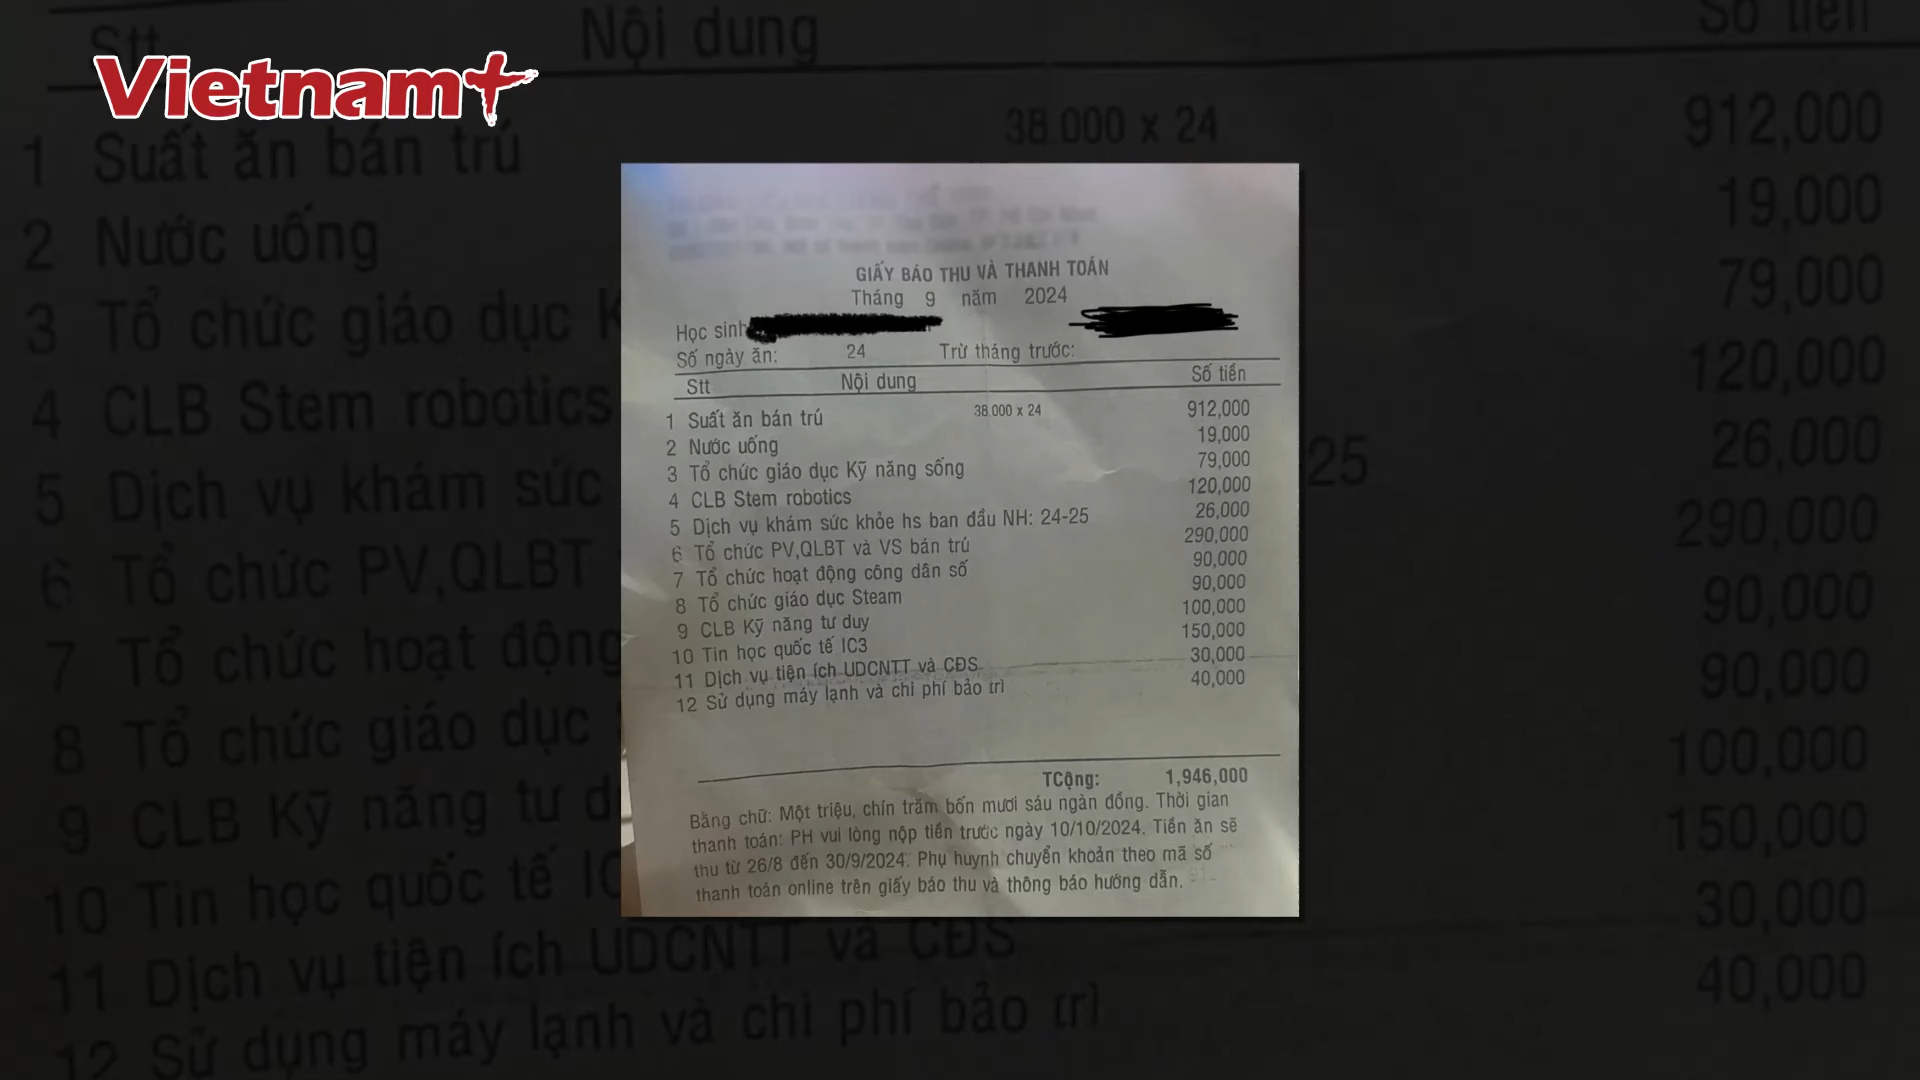 Vietnam+
GIẤY BÁO THU VÀ THANH TOÁN
Tháng 9 năm 2024
Học sinh
Số ngày ăn: 24 Trừ tháng trước:
Stt Nội dung Số tiền
1 Suất ăn bán trú 38.000 x 24 912,000
2 Nước uống 19,000
3 Tổ chức giáo dục Kỹ năng sống 79,000
4 CLB Stem robotics 120,000
5 Dịch vụ khám sức khỏe hs ban đầu NH: 24-25 26,000
6 Tổ chức PV,QLBT và VS bán trú 290,000
7 Tổ chức hoạt động công dân số 90,000
8 Tổ chức giáo dục Steam 90,000
9 CLB Kỹ năng tư duy 100,000
10 Tin học quốc tế IC3 150,000
11 Dịch vụ tiện ích UDCNTT và CĐS 30,000
12 Sử dụng máy lạnh và chi phí bảo trì 40,000
TCộng: 1,946,000
Bằng chữ: Một triệu, chín trăm bốn mươi sáu ngàn đồng. Thời gian
thanh toán: PH vui lòng nộp tiền trước ngày 10/10/2024. Tiền ăn sẽ
thu từ 26/8 đến 30/9/2024. Phụ huynh chuyển khoản theo mã số
thanh toán online trên giấy báo thu và thông báo hướng dẫn.